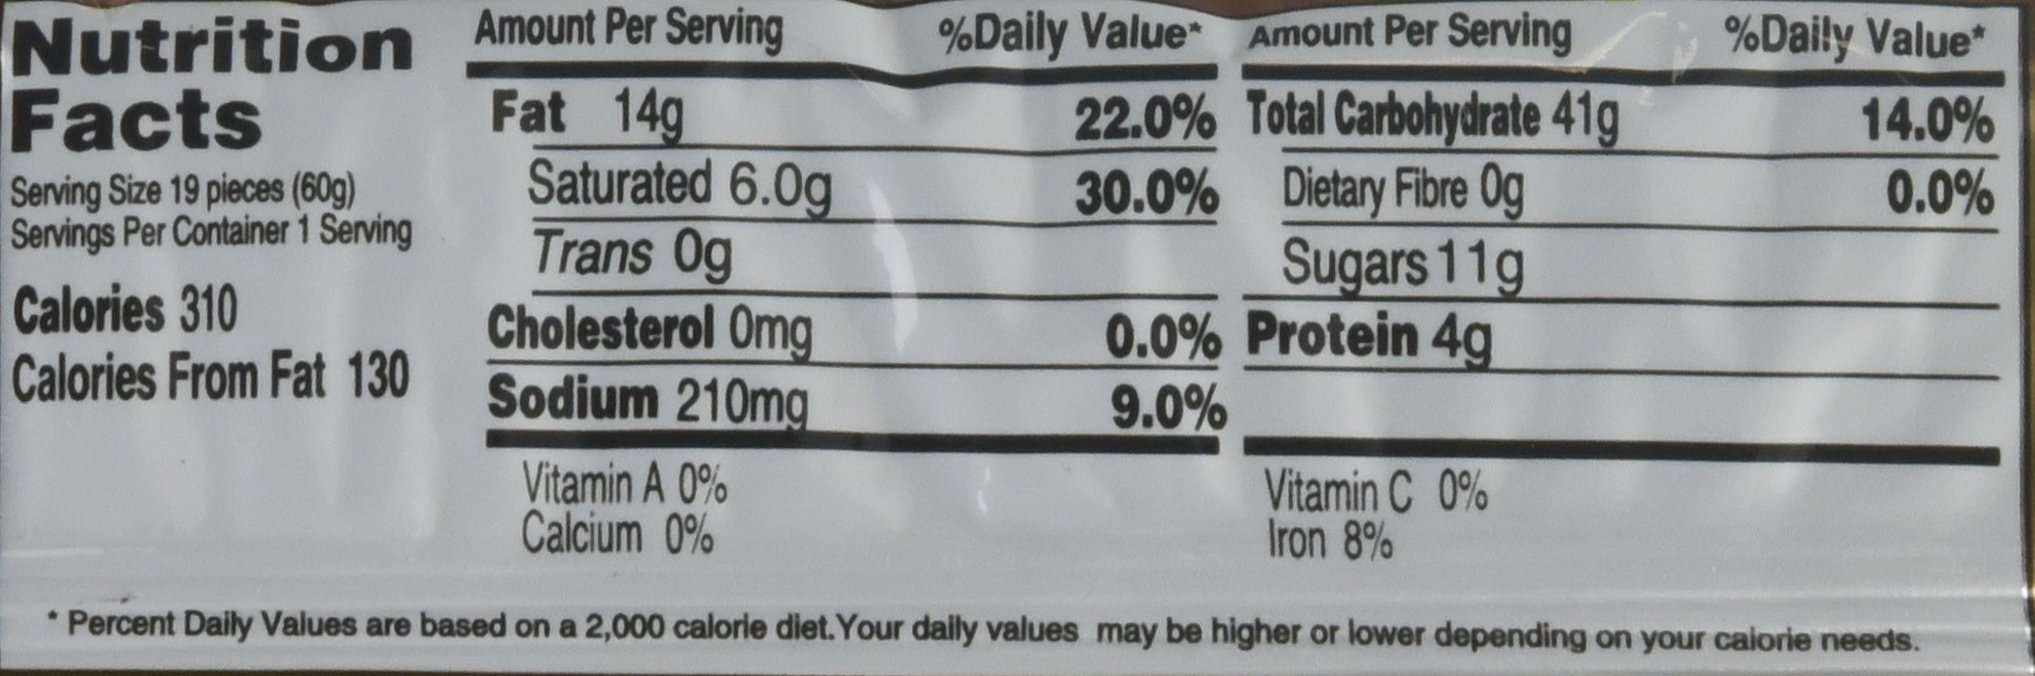 Nutrition
Facts
Serving Size 19 pieces (60g)
Servings Per Container 1 Serving
Calories 310
Calories From Fat 130
Amount Per Serving %Daily Value*
Fat 14g 22.0%
Saturated 6.0g 30.0%
Trans 0g
Cholesterol 0mg 0.0%
Sodium 210mg 9.0%
Vitamin A 0%
Calcium 0%
Amount Per Serving %Daily Value*
Total Carbohydrate 41g 14.0%
Dietary Fibre 0g 0.0%
Sugars 11g
Protein 4g
Vitamin C 0%
Iron 8%
* Percent Daily Values are based on a 2,000 calorie diet.Your daily values may be higher or lower depending on your calorie needs.